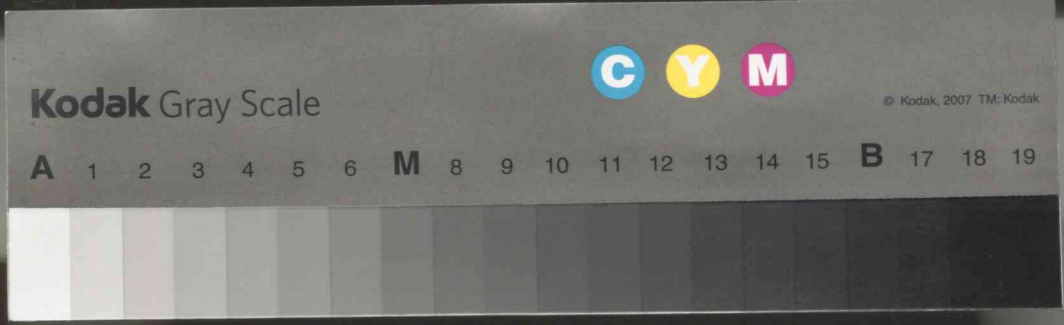 C Y M
Kodak Gray Scale
© Kodak, 2007 TM: Kodak
A 1 2 3 4 5 6 M 8 9 10 11 12 13 14 15 B 17 18 19